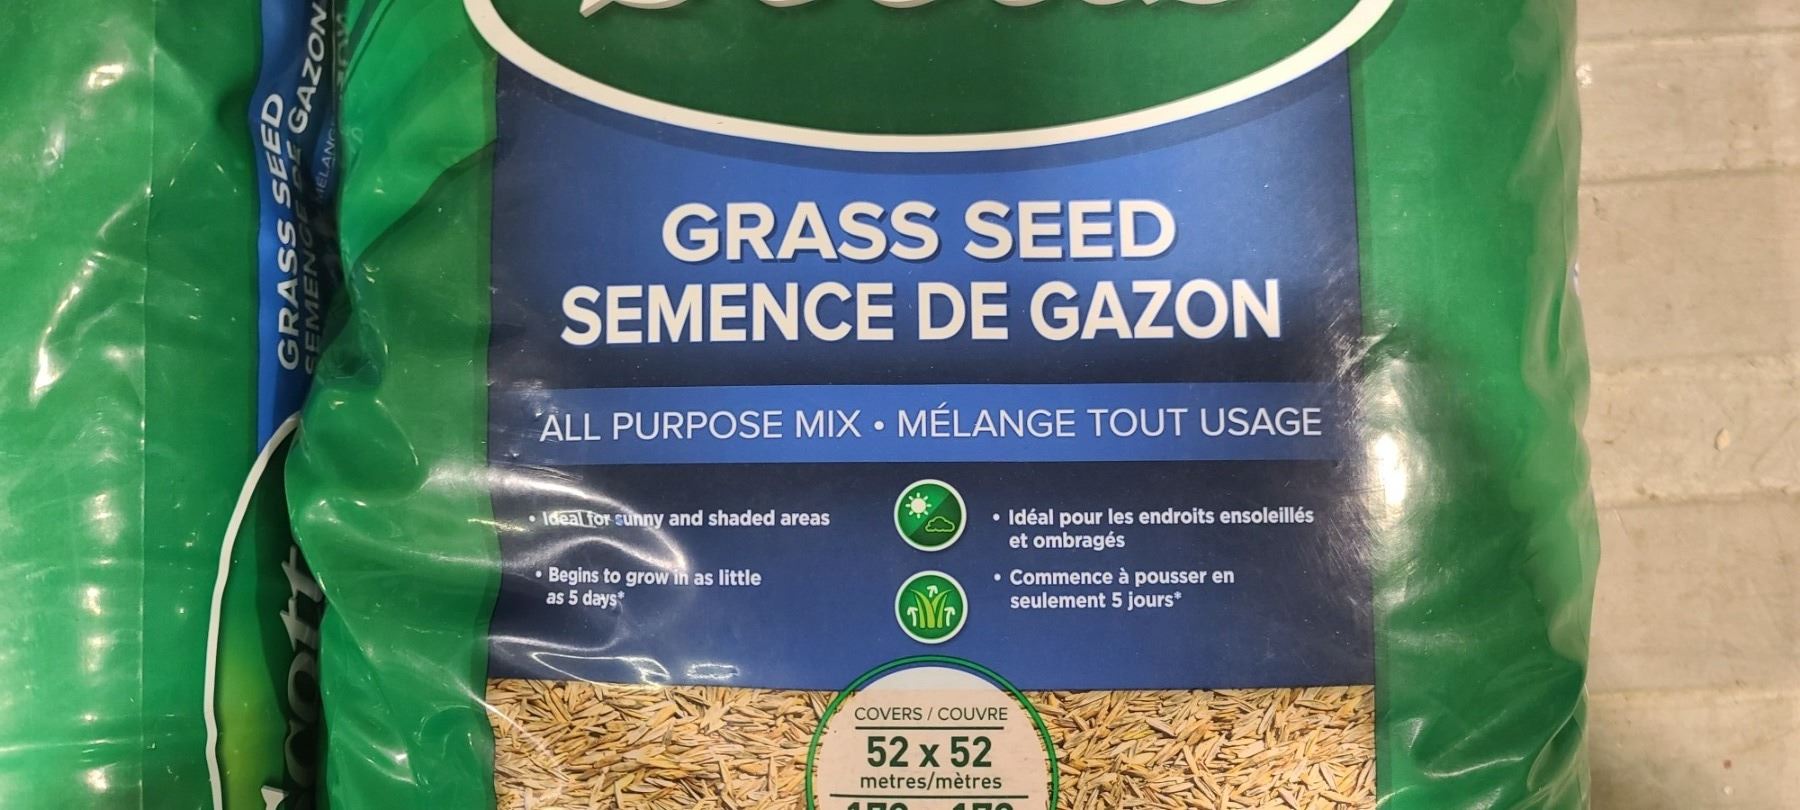 GRASS SEED
SEMENCE DE GAZON
ALL PURPOSE MIX • MÉLANGE TOUT USAGE
• Ideal for sunny and shaded areas
• Begins to grow in as little
as 5 days*
• Idéal pour les endroits ensoleillés
et ombragés
• Commence à pousser en
seulement 5 jours*
COVERS / COUVRE
52 x 52
metres/mètres
GRASS SEED
SEMENCE DE GAZON